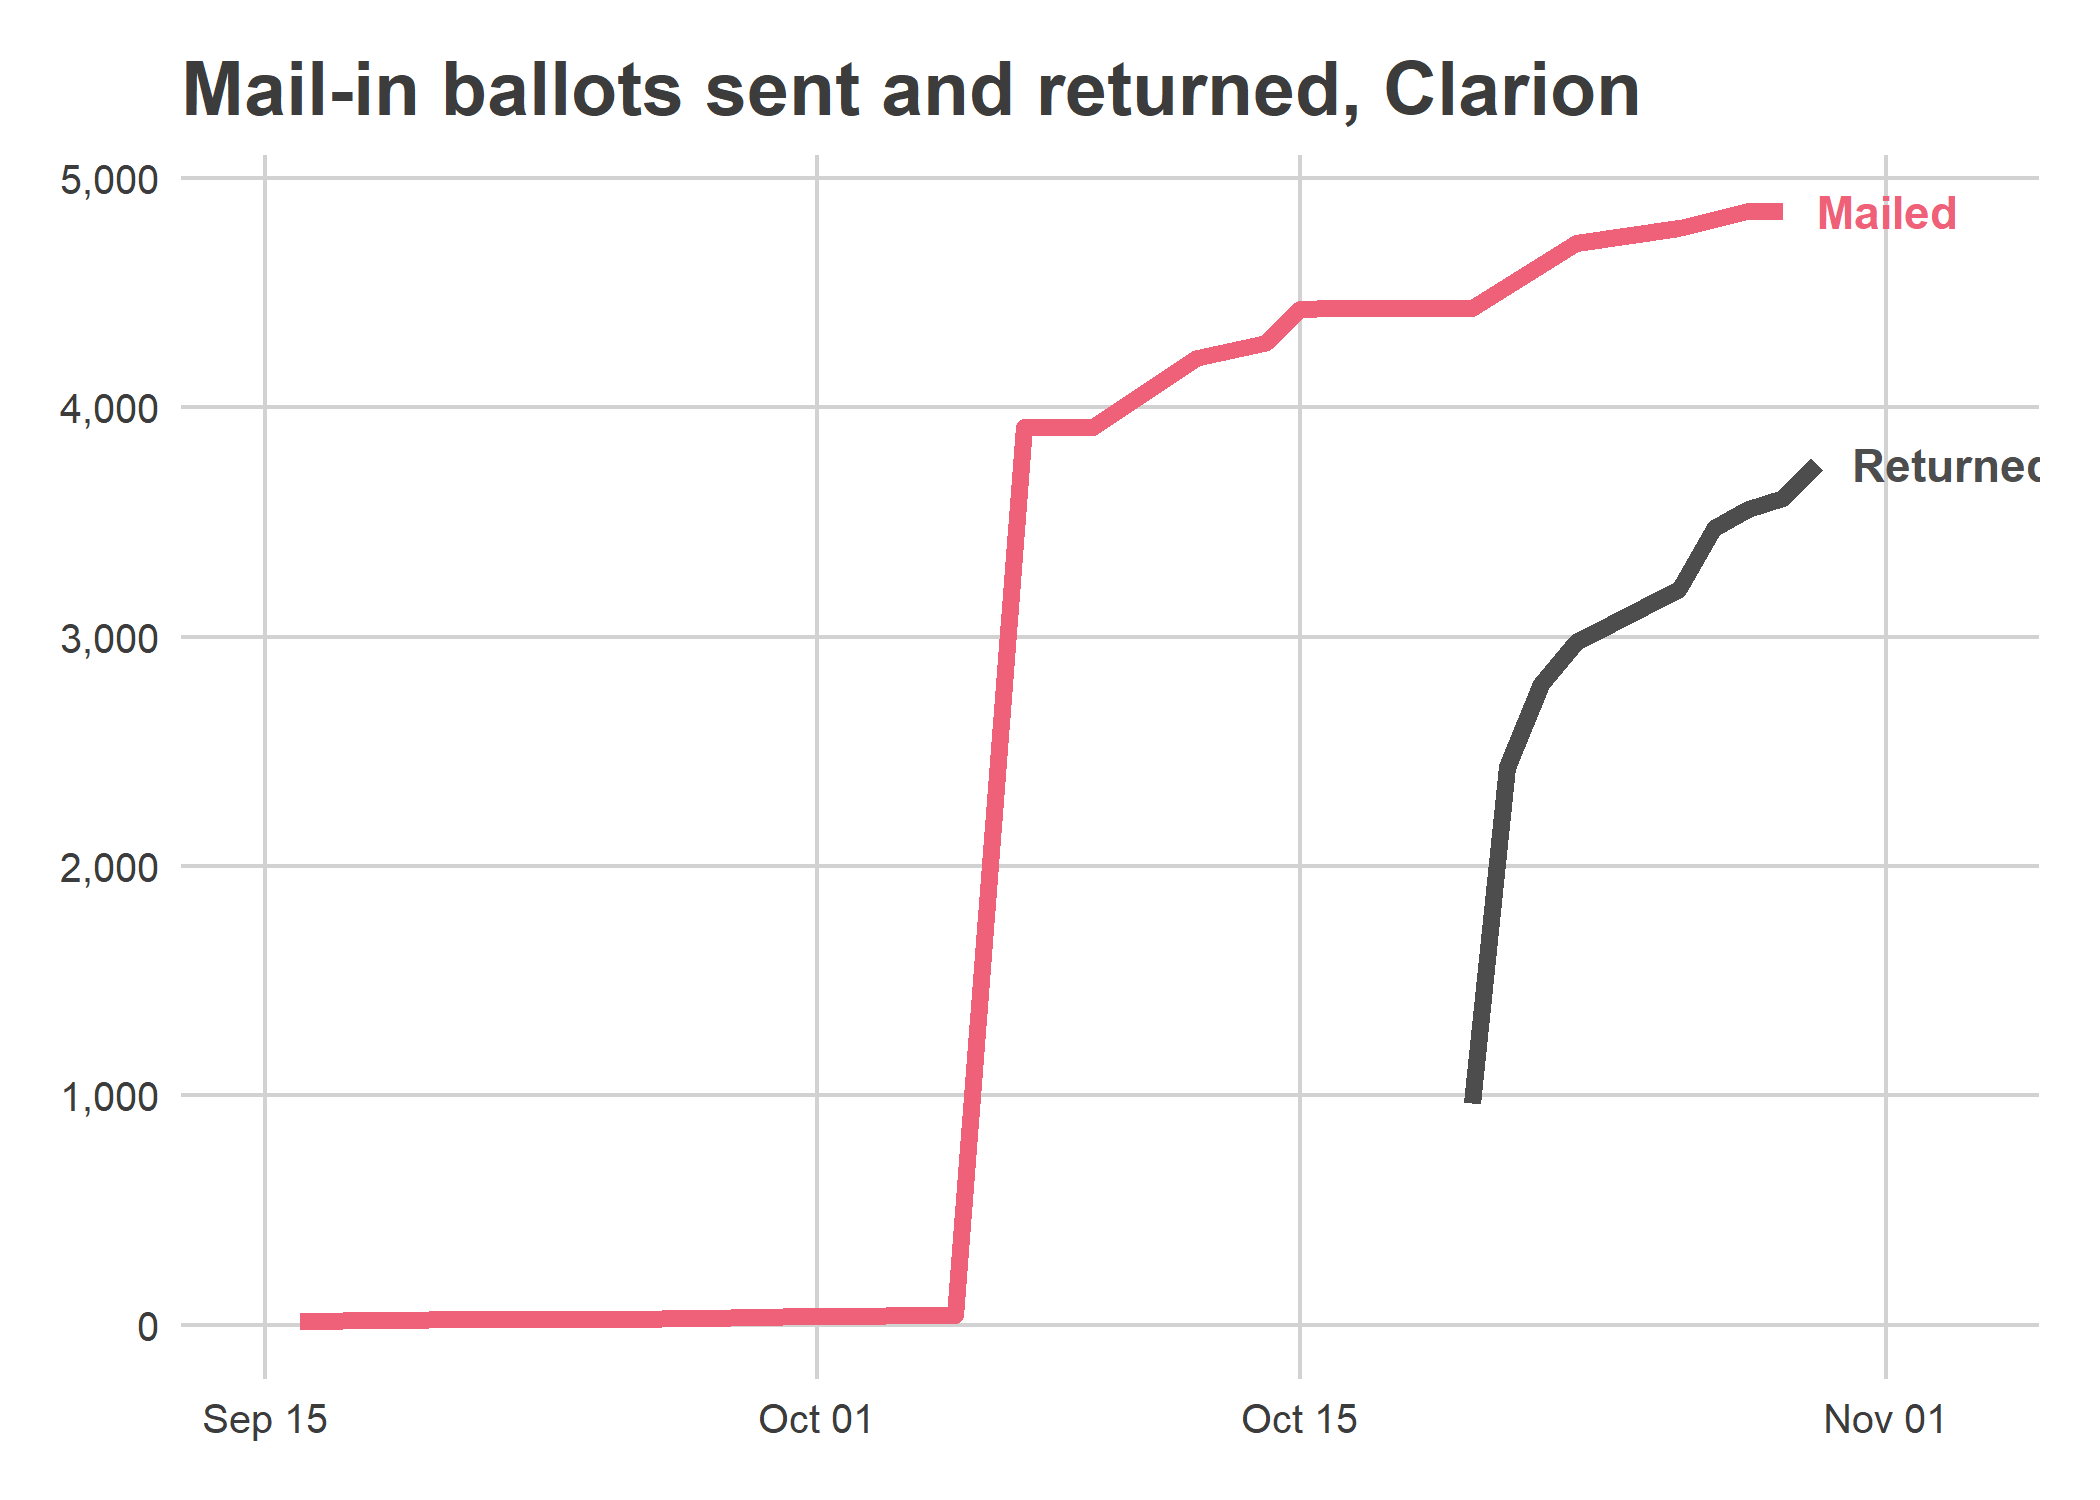 Mail-in ballots sent and returned, Clarion
5,000
Mailed
4,000
Returned
3,000
2,000
1,000
0
Sep 15 Oct 01 Oct 15 Nov 01